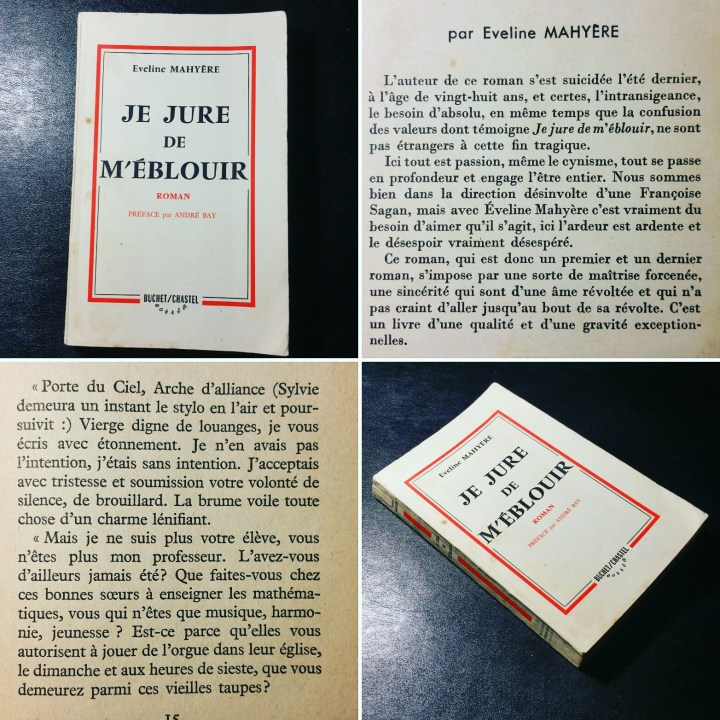 Eveline MAHYÈRE
JE JURE
DE
M'ÉBLOUIR
ROMAN
PRÉFACE par ANDRÉ BAY
BUCHET/CHASTEL
par Eveline MAHYÈRE
L'auteur de ce roman s'est suicidée l'été dernier,
à l'âge de vingt-huit ans, et certes, l'intransigeance,
le besoin d'absolu, en même temps que la confusion
des valeurs dont témoigne Je jure de m'éblouir, ne sont
pas étrangers à cette fin tragique.
Ici tout est passion, même le cynisme, tout se passe
en profondeur et engage l'être entier. Nous sommes
bien dans la direction désinvolte d'une Françoise
Sagan, mais avec Éveline Mahyère c'est vraiment du
besoin d'aimer qu'il s'agit, ici l'ardeur est ardente et
le désespoir vraiment désespéré.
Ce roman, qui est donc un premier et un dernier
roman, s'impose par une sorte de maîtrise forcenée,
une sincérité qui sont d'une âme révoltée et qui n'a
pas craint d'aller jusqu'au bout de sa révolte. C'est
un livre d'une qualité et d'une gravité exception-
nelles.
« Porte du Ciel, Arche d'alliance (Sylvie
demeura un instant le stylo en l'air et pour-
suivit :) Vierge digne de louanges, je vous
écris avec étonnement. Je n'en avais pas
l'intention, j'étais sans intention. J'acceptais
avec tristesse et soumission votre volonté de
silence, de brouillard. La brume voile toute
chose d'un charme lénifiant.
« Mais je ne suis plus votre élève, vous
n'êtes plus mon professeur. L'avez-vous
d'ailleurs jamais été? Que faites-vous chez
ces bonnes sœurs à enseigner les mathéma-
tiques, vous qui n'êtes que musique, harmo-
nie, jeunesse ? Est-ce parce qu'elles vous
autorisent à jouer de l'orgue dans leur église,
le dimanche et aux heures de sieste, que vous
demeurez parmi ces vieilles taupes?
15
Eveline MAHYÈRE
JE JURE
DE
M'ÉBLOUIR
ROMAN
PRÉFACE par ANDRÉ BAY
BUCHET/CHASTEL